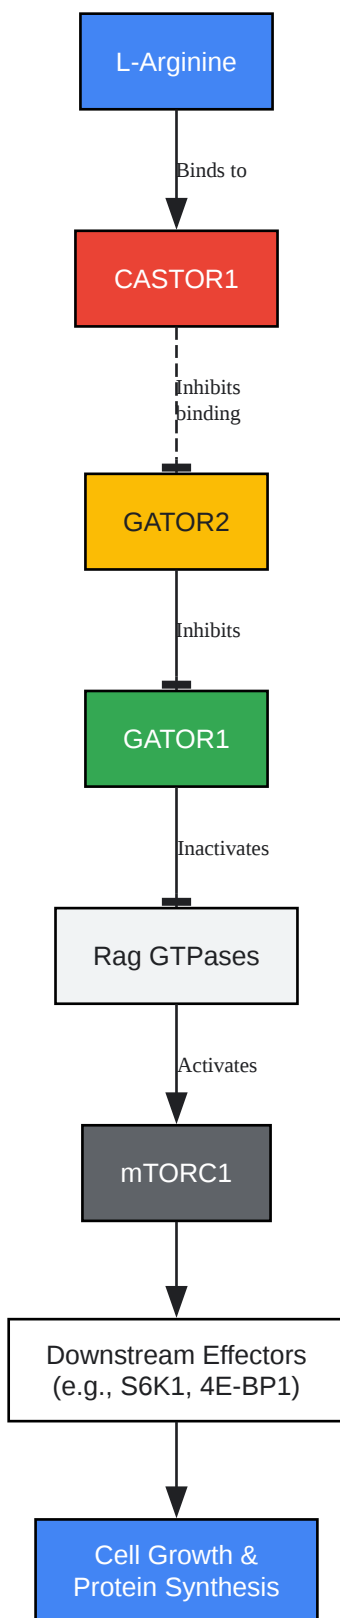 L-Arginine
Binds to
CASTOR1
Inhibits
binding
GATOR2
Inhibits
GATOR1
Inactivates
Rag GTPases
Activates
mTORC1
Downstream Effectors
(e.g., S6K1, 4E-BP1)
Cell Growth &
Protein Synthesis